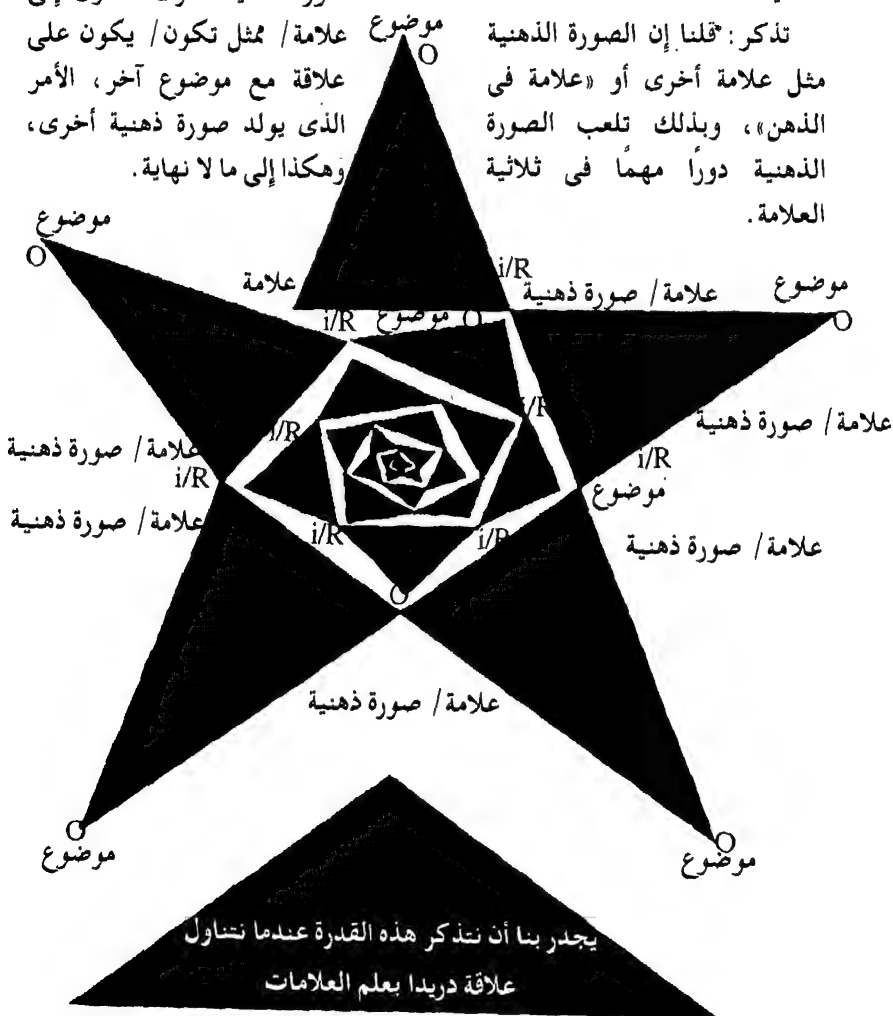 تذكر: قلنا إن الصورة الذهنية
مثل علامة أخرى أو «علامة فى
الذهن»، وبذلك تلعب الصورة
الذهنية دورًا مهمًا فى ثلاثية
العلامة.
علامة/ ممثل تكون/ يكون على
علاقة مع موضوع آخر، الأمر
الذى يولد صورة ذهنية أخرى،
وهكذا إلى ما لا نهاية.
موضوع
O
موضوع
O
علامة
i/R
علامة/ صورة ذهنية
موضوع
O
i/R
موضوع
O
i/R
i/R
علامة/ صورة ذهنية
علامة/ صورة ذهنية
i/R
i/R
موضوع
علامة/ صورة ذهنية
علامة/ صورة ذهنية
i/R
i/R
O
علامة/ صورة ذهنية
O
موضوع
O
موضوع
يجدر بنا أن نتذكر هذه القدرة عندما نتناول
علاقة دريدا بعلم العلامات